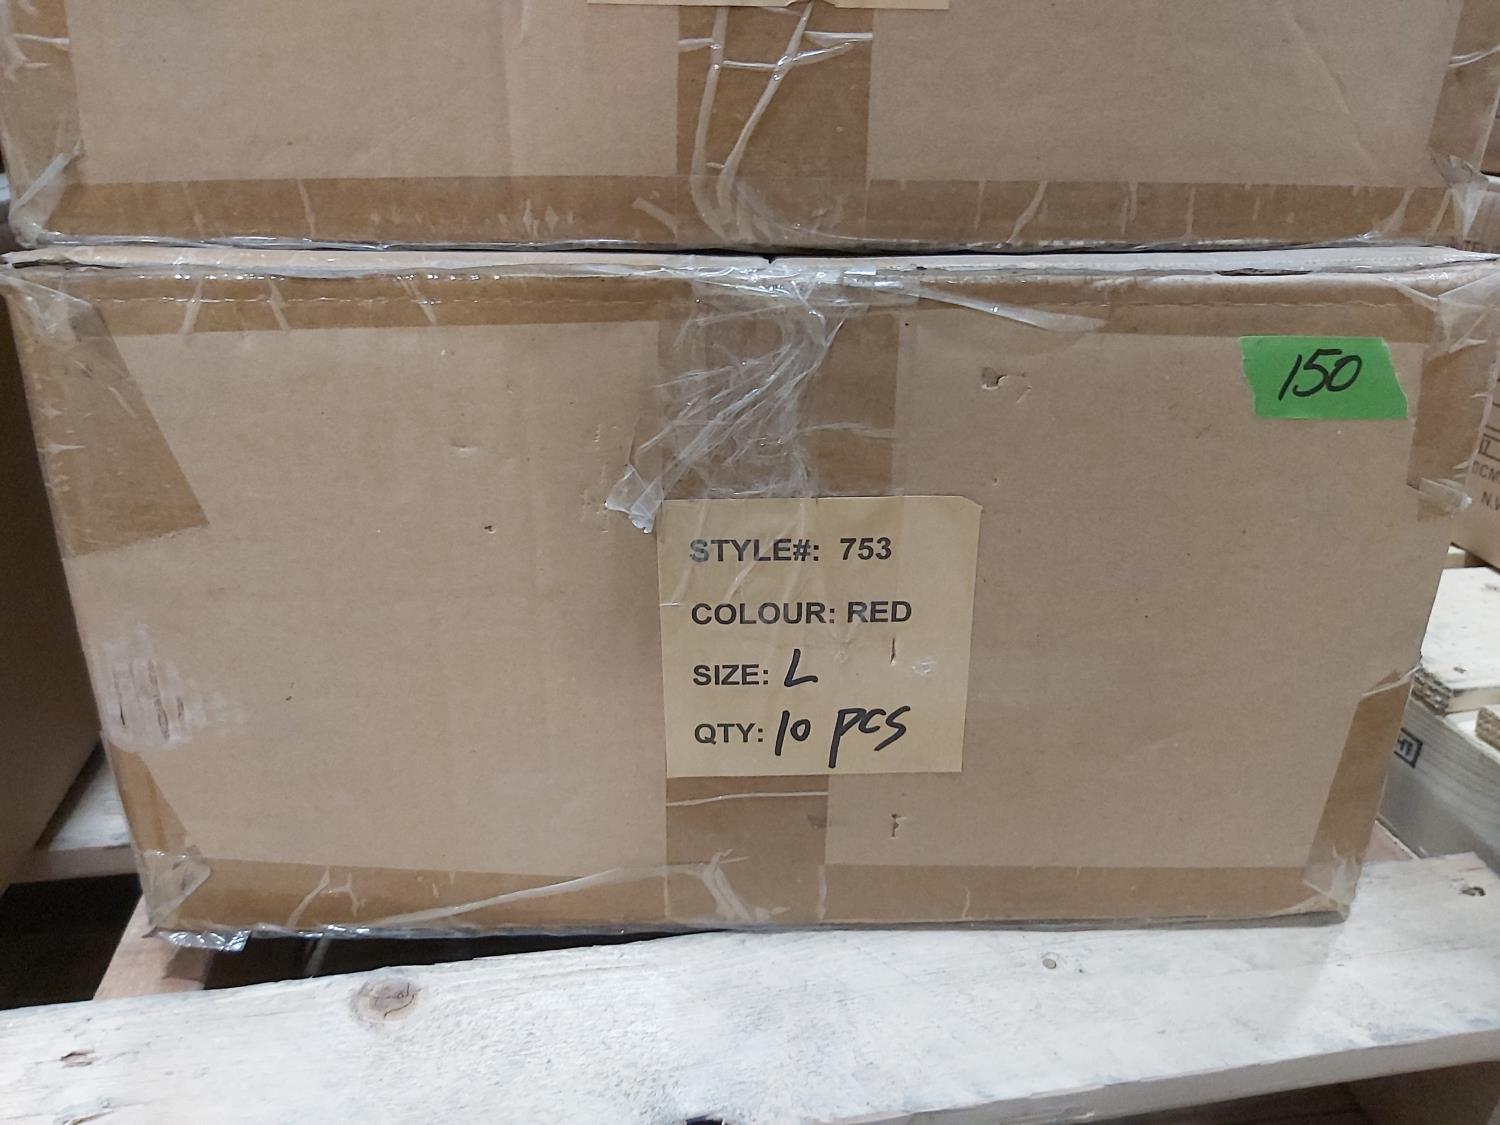 150
STYLE#: 753
COLOUR: RED
SIZE: L
QTY: 10 pcs